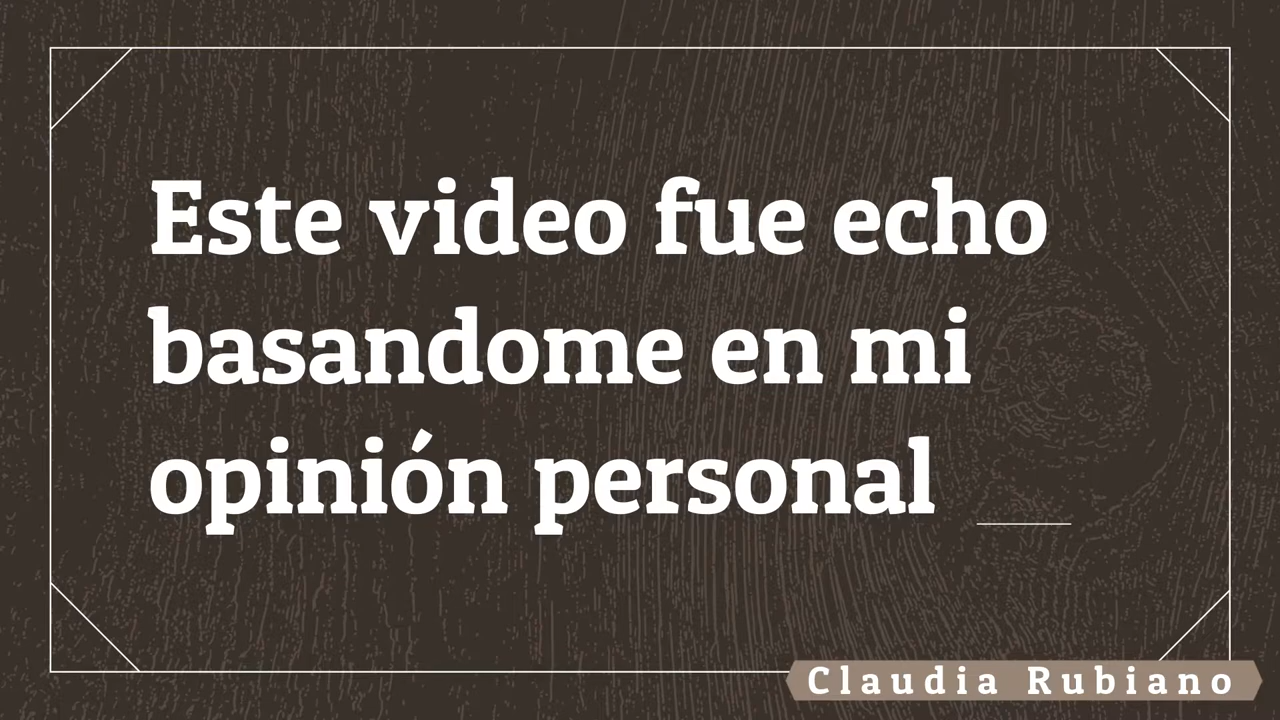 Este video fue echo
basandome en mi
opinión personal
Claudia Rubiano